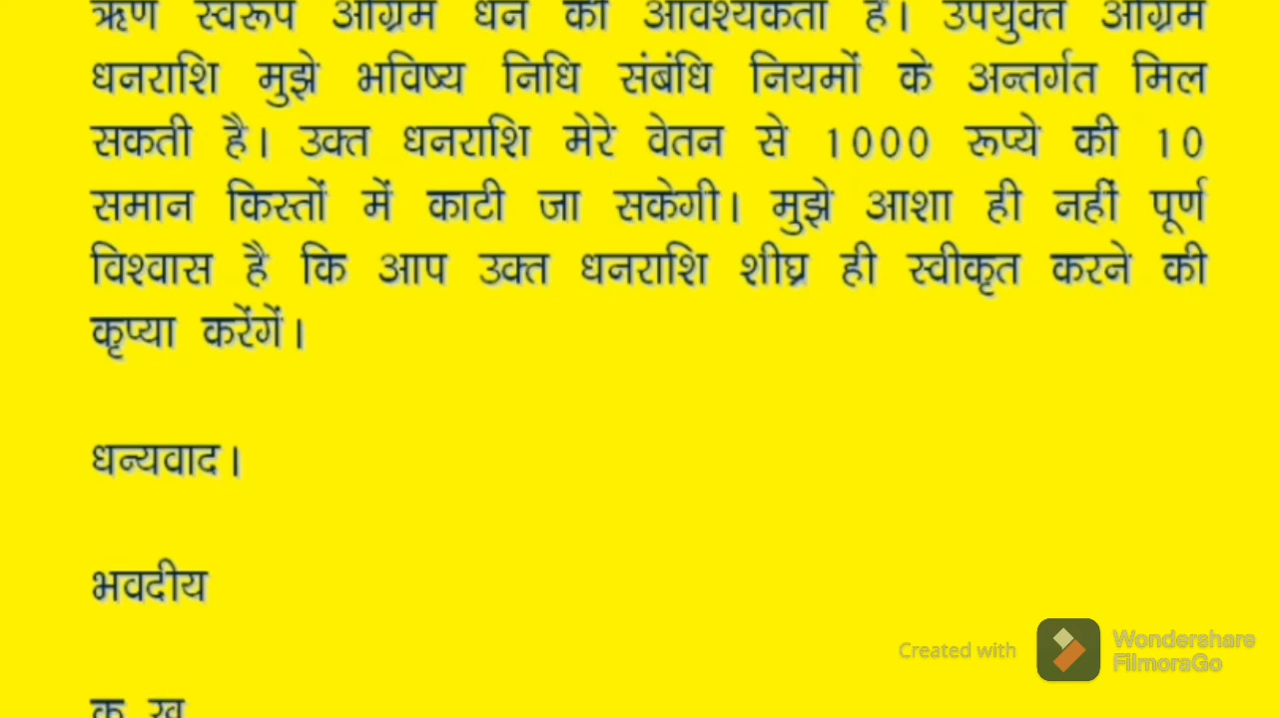 ऋण स्वरूप अग्रिम धन की आवश्यकता है। उपयुक्त अग्रिम
धनराशि मुझे भविष्य निधि संबंधि नियमों के अन्तर्गत मिल
सकती है। उक्त धनराशि मेरे वेतन से 1000 रूप्ये की 10
समान किस्तों में काटी जा सकेगी। मुझे आशा ही नहीं पूर्ण
विश्वास है कि आप उक्त धनराशि शीघ्र ही स्वीकृत करने की
कृप्या करेंगें।
धन्यवाद।
भवदीय
Created with Wondershare FilmoraGo
क ख